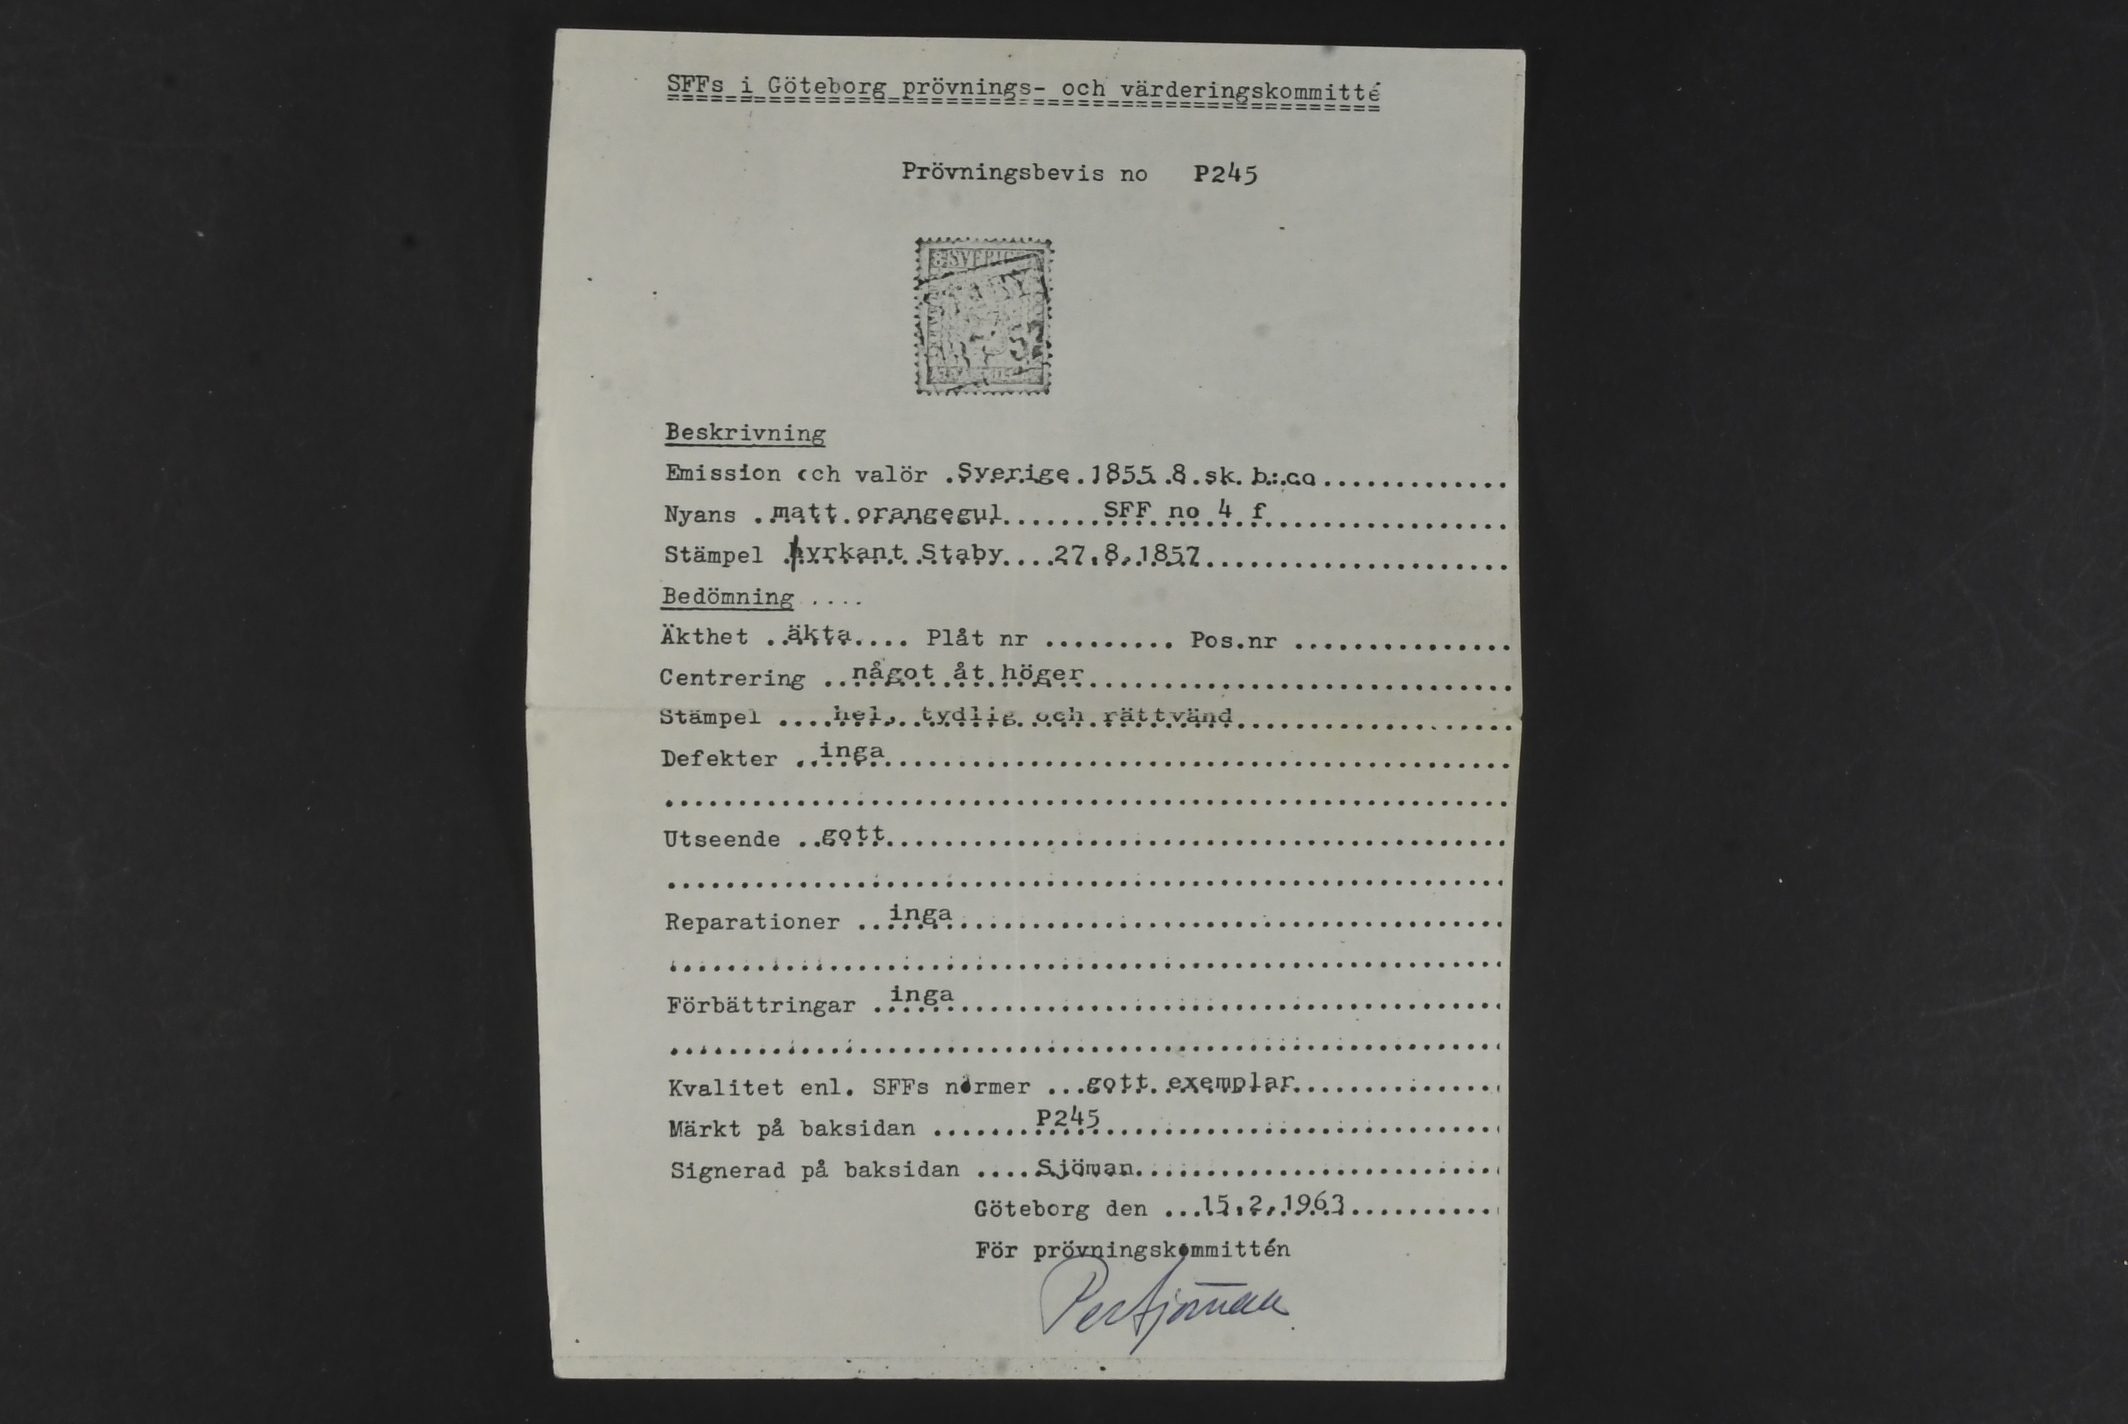 SFFs i Göteborg prövnings- och värderingskommitté
Prövningsbevis no P245
SVERIGE
Beskrivning
Emission och valör .Sverige.1855.8.sk.b:co.............
Nyans .matt.orangegul.......SFF.no.4.f.................
Stämpel .fyrkant.Staby....27.8.1857.....................
Bedömning ....
Äkthet ..äkta.... Plåt nr ......... Pos.nr ...............
Centrering ..något.åt.höger.............................
Stämpel ....hel,.tydlig.och.rättvänd...................
Defekter ..inga..........................................
Utseende ..gott..........................................
Reparationer ..inga......................................
Förbättringar .inga......................................
Kvalitet enl. SFFs normer ...gott.exemplar..............
Märkt på baksidan .......P245...........................
Signerad på baksidan ....Sjöman.........................
Göteborg den ...15.2.1963..........
För prövningskommittén
Per Sjöman